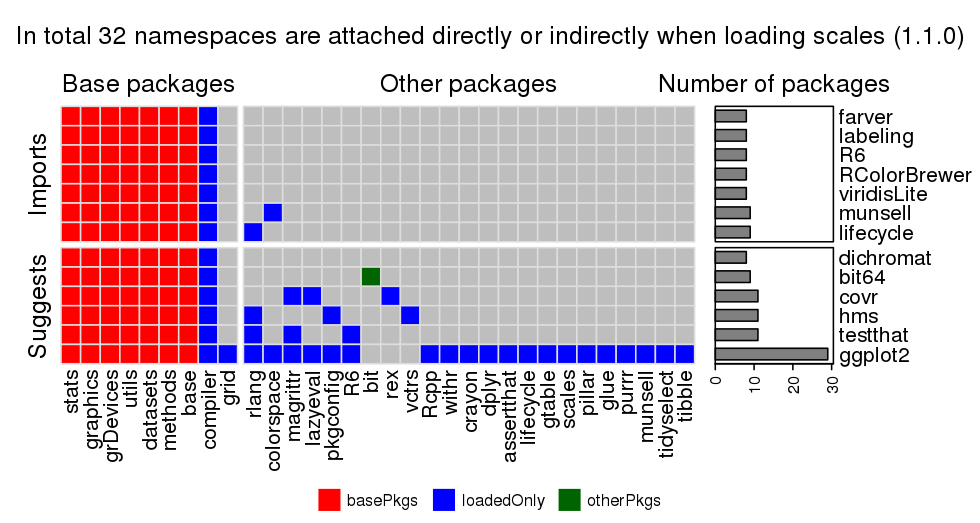 In total 32 namespaces are attached directly or indirectly when loading scales (1.1.0)
Base packages
Other packages
Number of packages
Imports
farver
labeling
R6
RColorBrewer
viridisLite
munsell
lifecycle
Suggests
dichromat
bit64
covr
hms
testthat
ggplot2
stats
graphics
grDevices
utils
datasets
methods
base
compiler
grid
rlang
colorspace
magrittr
lazyeval
pkgconfig
R6
bit
rex
vctrs
Rcpp
withr
crayon
dplyr
assertthat
lifecycle
gtable
scales
pillar
glue
purrr
munsell
tidyselect
tibble
0
10
20
30
basePkgs
loadedOnly
otherPkgs